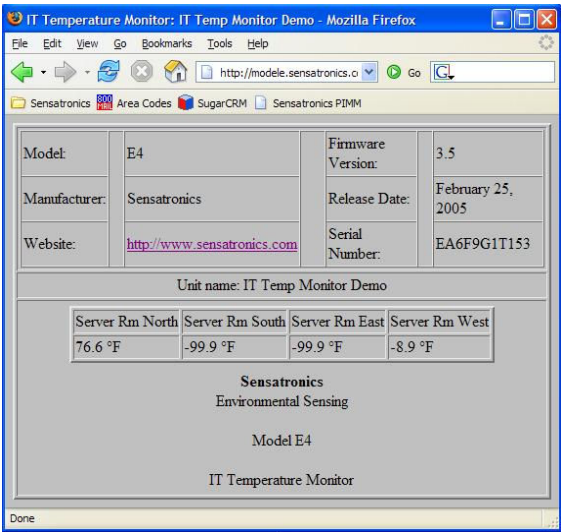 IT Temperature Monitor: IT Temp Monitor Demo - Mozilla Firefox
File Edit View Go Bookmarks Tools Help
http://modele.sensatronics.c Go G
Sensatronics 800 MAIL Area Codes SugarCRM Sensatronics PIMM
Model: E4 Firmware Version: 3.5
Manufacturer: Sensatronics Release Date: February 25, 2005
Website: http://www.sensatronics.com Serial Number: EA6F9G1T153
Unit name: IT Temp Monitor Demo
Server Rm North Server Rm South Server Rm East Server Rm West
76.6 °F -99.9 °F -99.9 °F -8.9 °F
Sensatronics
Environmental Sensing
Model E4
IT Temperature Monitor
Done